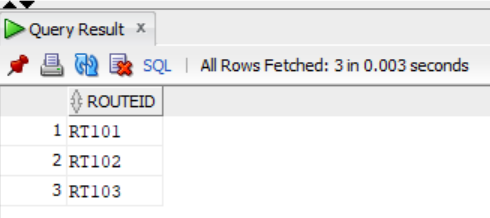 Query Result x
SQL | All Rows Fetched: 3 in 0.003 seconds
ROUTEID
1 RT101
2 RT102
3 RT103